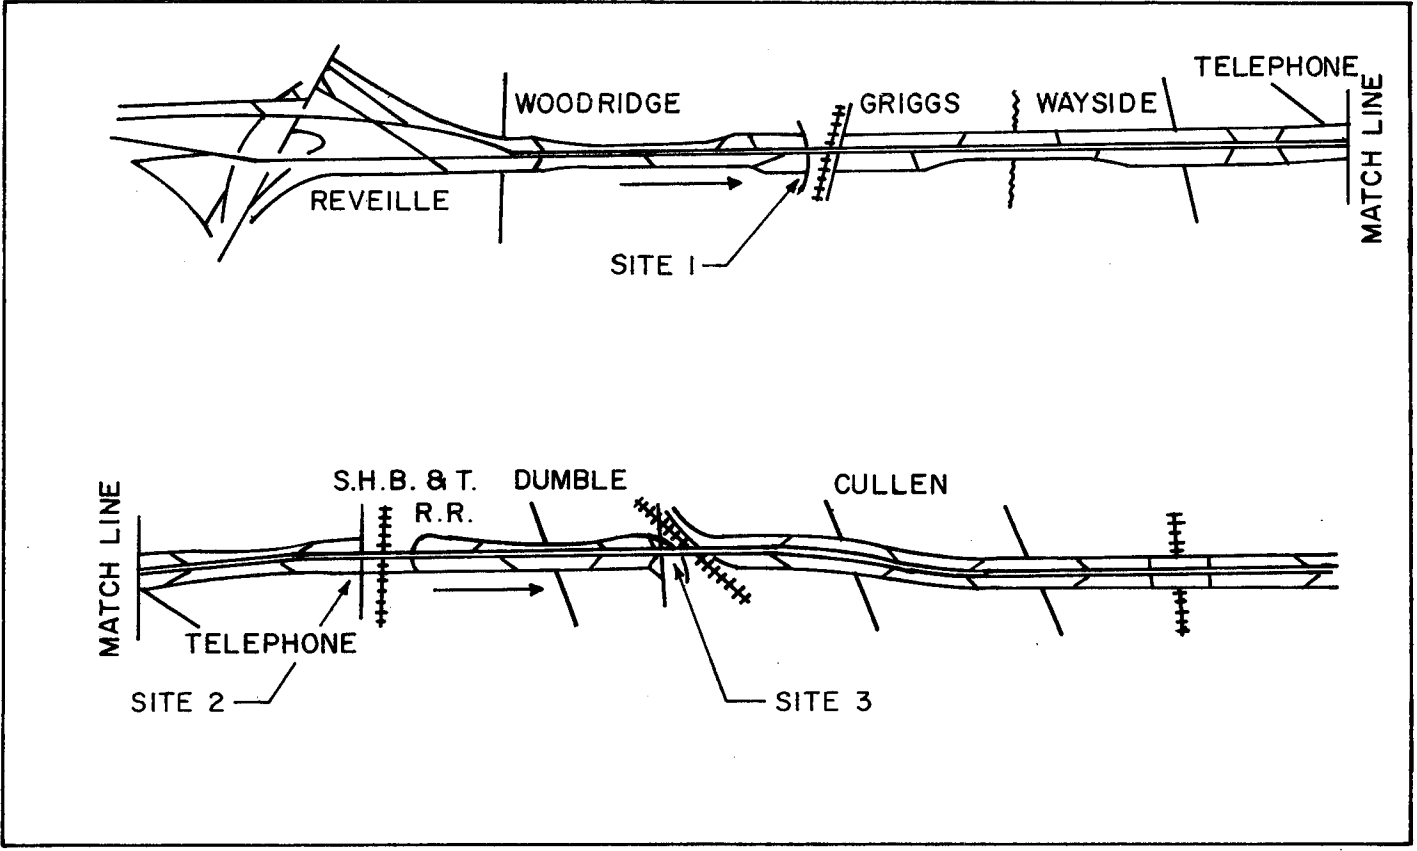 TELEPHONE
WOODRIDGE
GRIGGS
WAYSIDE
MATCH LINE
REVEILLE
SITE 1
S.H.B. & T.
R.R.
DUMBLE
CULLEN
MATCH LINE
TELEPHONE
SITE 2
SITE 3